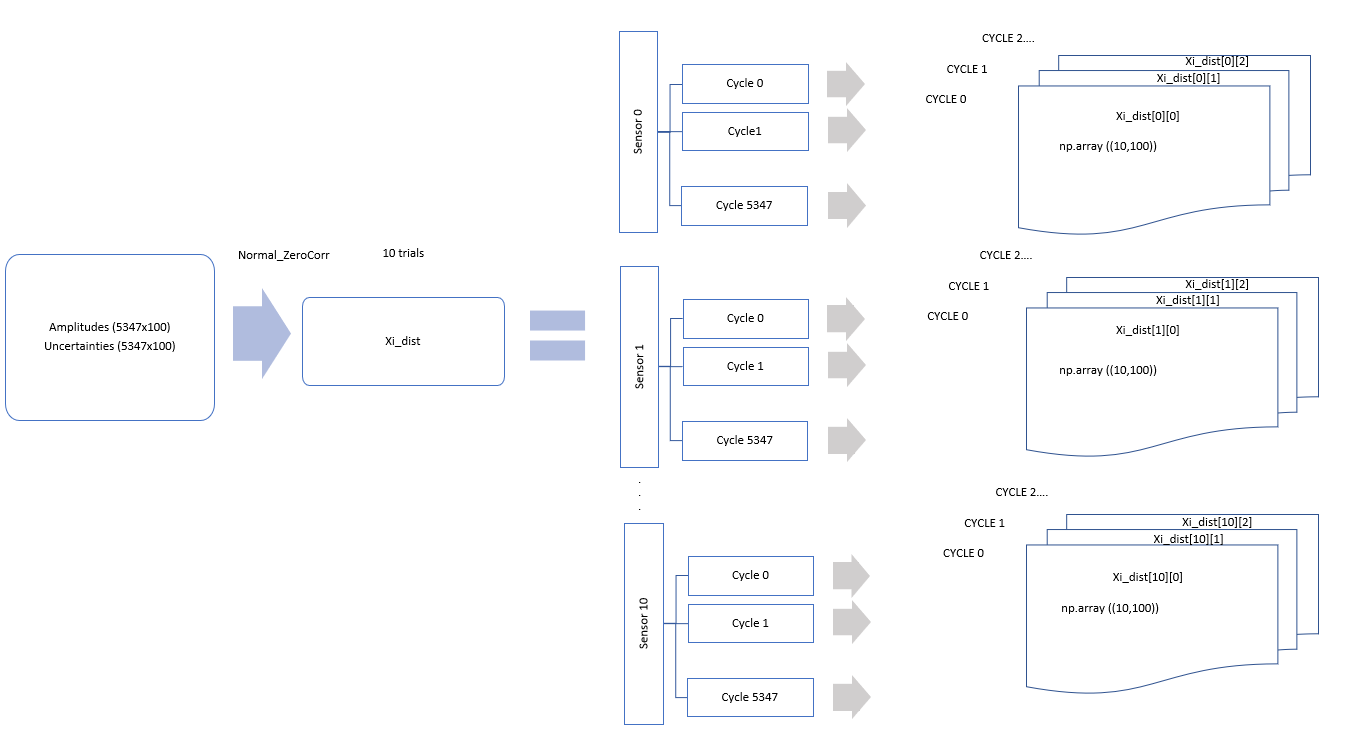 Amplitudes (5347x100)
Uncertainties (5347x100)
Normal_ZeroCorr
10 trials
Xi_dist
Sensor 0
Cycle 0
Cycle1
Cycle 5347
CYCLE 2....
CYCLE 1
CYCLE 0
Xi_dist[0][2]
Xi_dist[0][1]
Xi_dist[0][0]
np.array ((10,100))
Sensor 1
Cycle 0
Cycle 1
Cycle 5347
CYCLE 2....
CYCLE 1
CYCLE 0
Xi_dist[1][2]
Xi_dist[1][1]
Xi_dist[1][0]
np.array ((10,100))
.
.
.
Sensor 10
Cycle 0
Cycle 1
Cycle 5347
CYCLE 2....
CYCLE 1
CYCLE 0
Xi_dist[10][2]
Xi_dist[10][1]
Xi_dist[10][0]
np.array ((10,100))